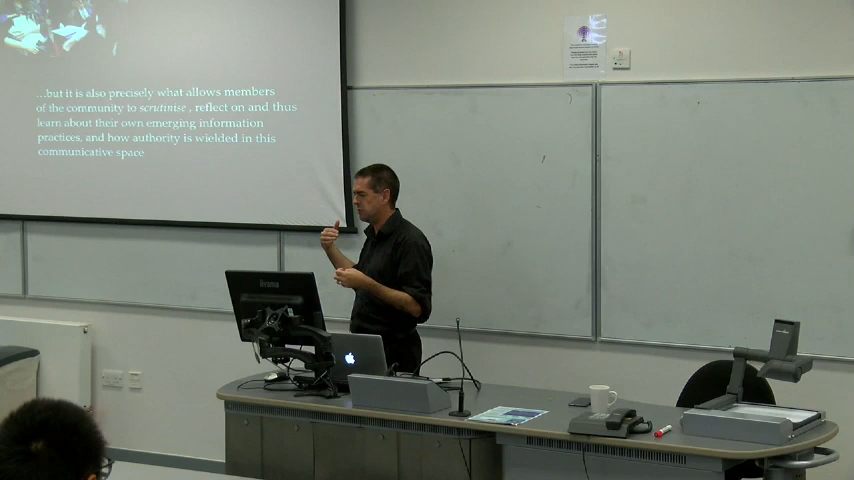 ...but it is also precisely what allows members
of the community to scrutinise , reflect on and thus
learn about their own emerging information
practices, and how authority is wielded in this
communicative space